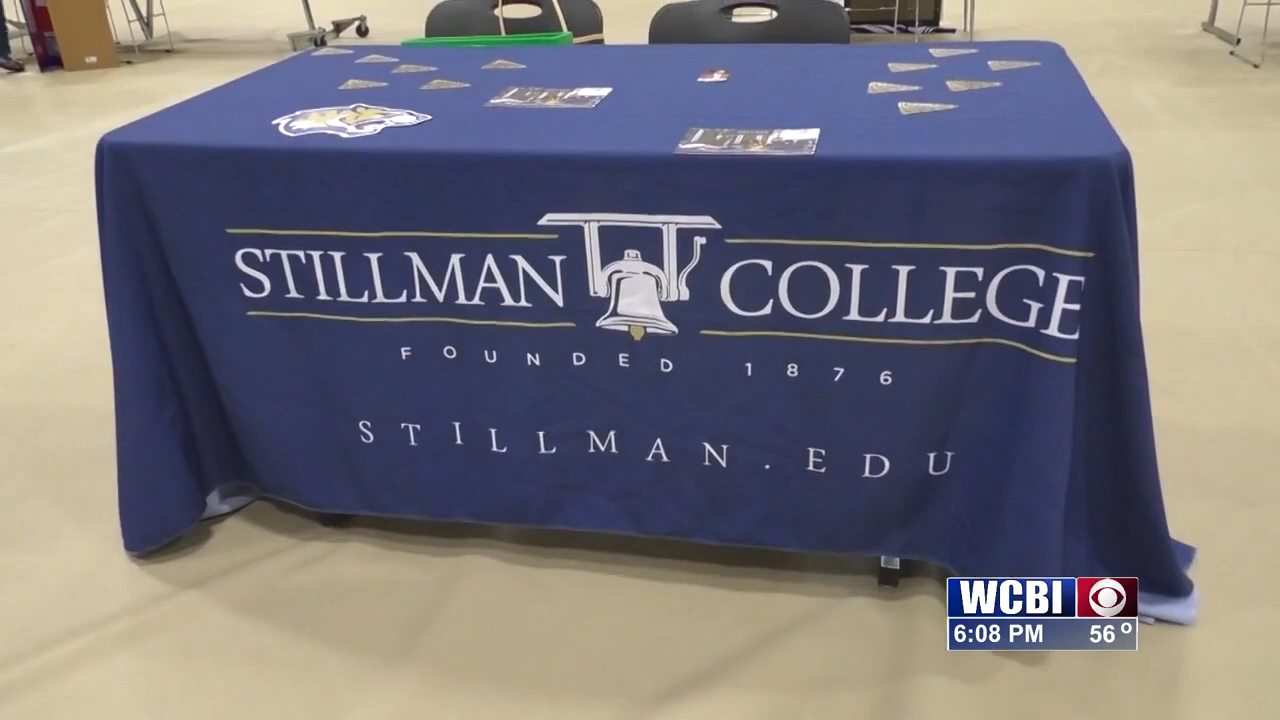 STILLMAN COLLEGE
FOUNDED 1876
STILLMAN.EDU
WCBI
6:08 PM 56°